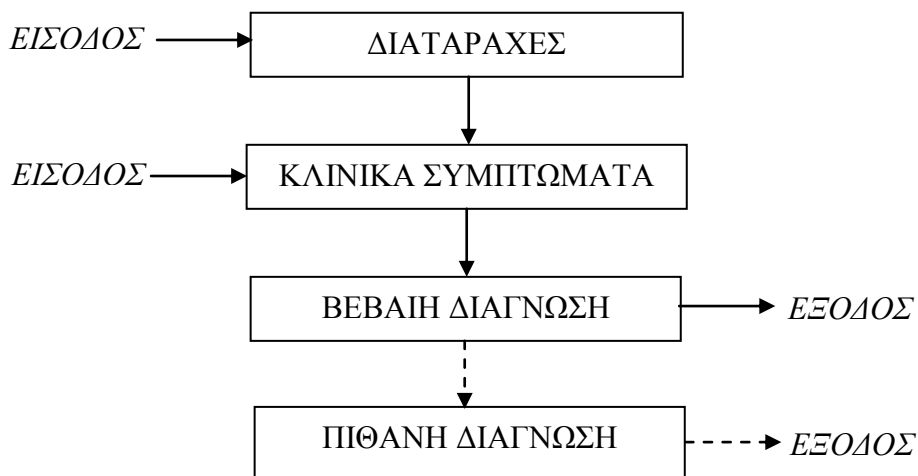 ΕΙΣΟΔΟΣ
ΔΙΑΤΑΡΑΧΕΣ
ΕΙΣΟΔΟΣ
ΚΛΙΝΙΚΑ ΣΥΜΠΤΩΜΑΤΑ
ΒΕΒΑΙΗ ΔΙΑΓΝΩΣΗ
ΕΞΟΔΟΣ
ΠΙΘΑΝΗ ΔΙΑΓΝΩΣΗ
ΕΞΟΔΟΣ